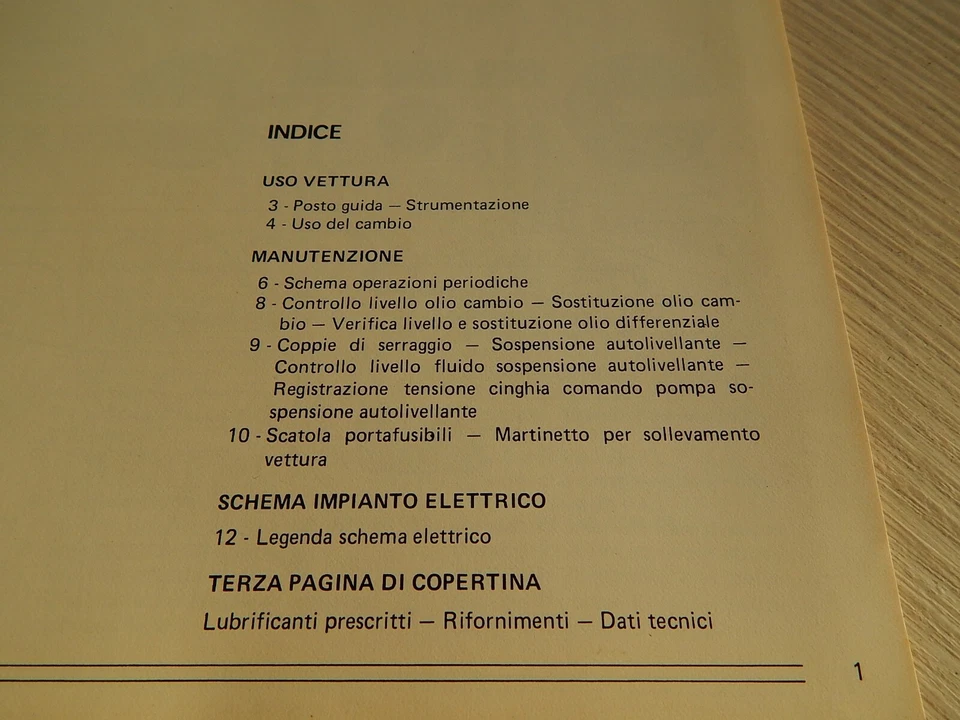 INDICE
USO VETTURA
3 - Posto guida — Strumentazione
4 - Uso del cambio
MANUTENZIONE
6 - Schema operazioni periodiche
8 - Controllo livello olio cambio — Sostituzione olio cam-
bio — Verifica livello e sostituzione olio differenziale
9 - Coppie di serraggio — Sospensione autolivellante —
Controllo livello fluido sospensione autolivellante —
Registrazione tensione cinghia comando pompa so-
spensione autolivellante
10 - Scatola portafusibili — Martinetto per sollevamento
vettura
SCHEMA IMPIANTO ELETTRICO
12 - Legenda schema elettrico
TERZA PAGINA DI COPERTINA
Lubrificanti prescritti — Rifornimenti — Dati tecnici
1